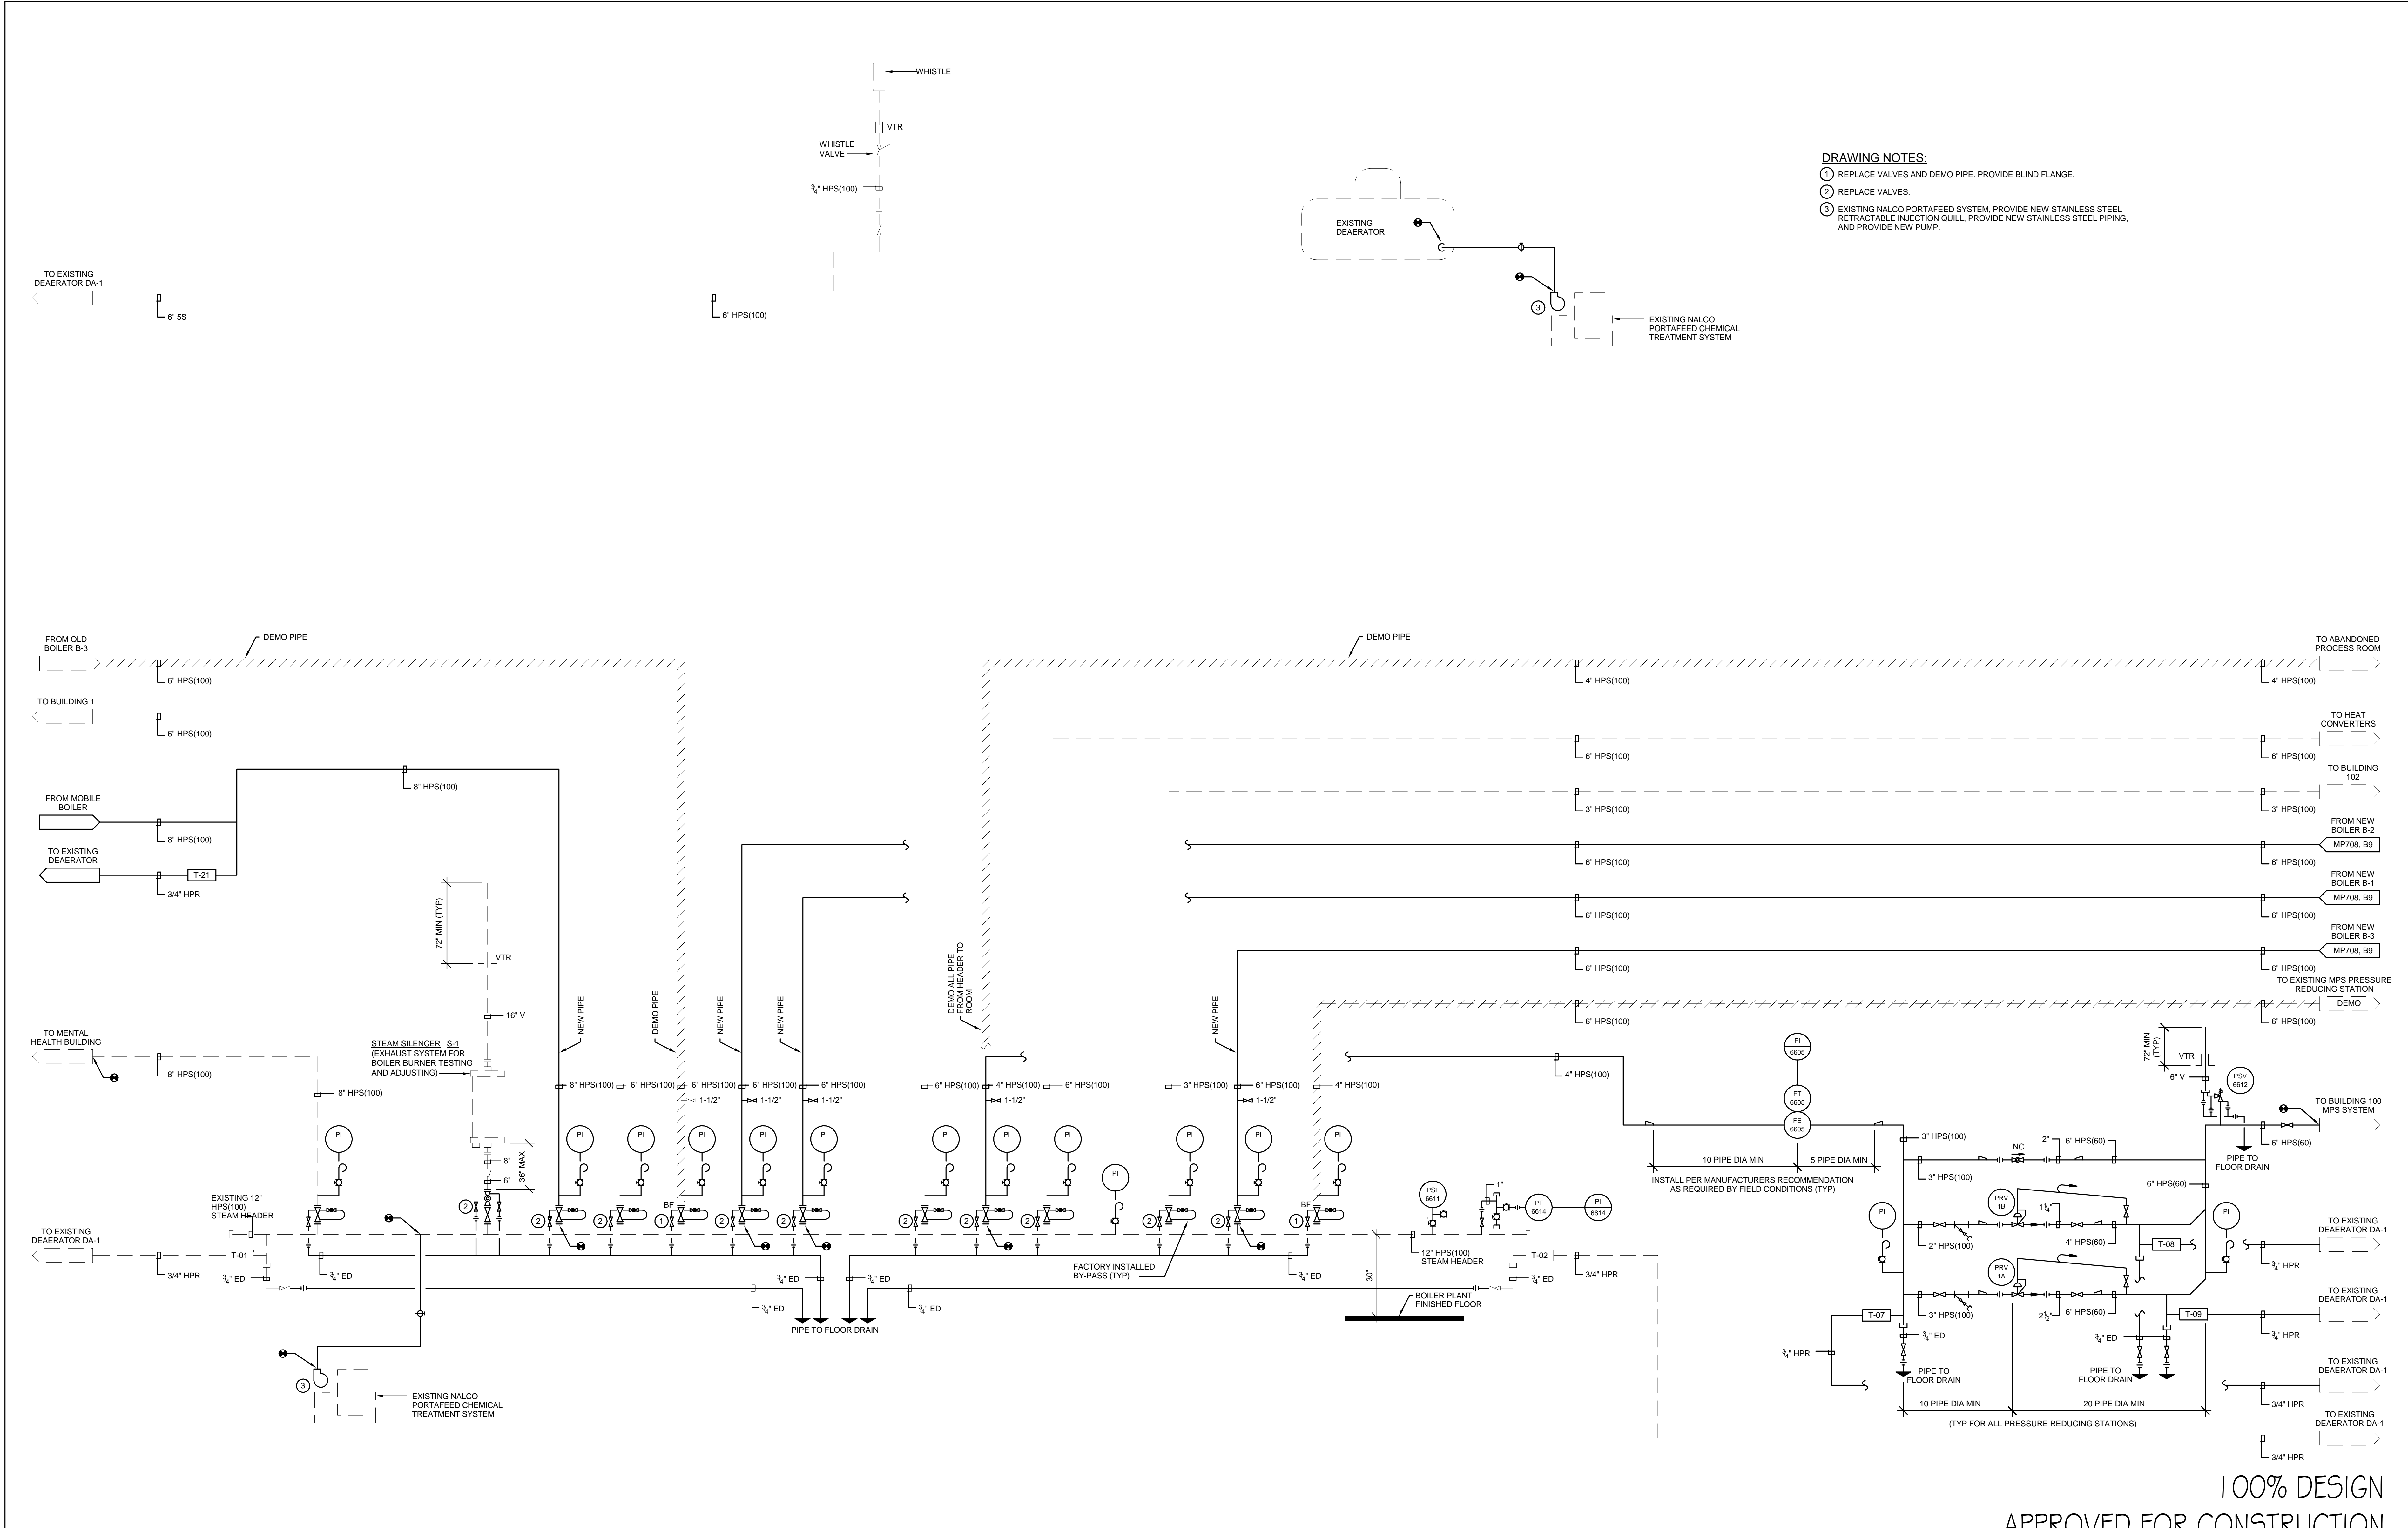 WHISTLE
VTR
WHISTLE
VALVE
3/4" HPS(100)
DRAWING NOTES:
1 REPLACE VALVES AND DEMO PIPE. PROVIDE BLIND FLANGE.
2 REPLACE VALVES.
3 EXISTING NALCO PORTAFEED SYSTEM, PROVIDE NEW STAINLESS STEEL
RETRACTABLE INJECTION QUILL, PROVIDE NEW STAINLESS STEEL PIPING,
AND PROVIDE NEW PUMP.
EXISTING
DEAERATOR
3
EXISTING NALCO
PORTAFEED CHEMICAL
TREATMENT SYSTEM
TO EXISTING
DEAERATOR DA-1
6" 5S
6" HPS(100)
FROM OLD
BOILER B-3
DEMO PIPE
6" HPS(100)
DEMO PIPE
4" HPS(100)
TO ABANDONED
PROCESS ROOM
4" HPS(100)
TO BUILDING 1
6" HPS(100)
TO HEAT
CONVERTERS
6" HPS(100)
6" HPS(100)
8" HPS(100)
TO BUILDING
102
3" HPS(100)
3" HPS(100)
FROM MOBILE
BOILER
8" HPS(100)
FROM NEW
BOILER B-2
MP708, B9
6" HPS(100)
6" HPS(100)
TO EXISTING
DEAERATOR
T-21
3/4" HPR
FROM NEW
BOILER B-1
MP708, B9
6" HPS(100)
6" HPS(100)
72" MIN (TYP)
VTR
FROM NEW
BOILER B-3
MP708, B9
6" HPS(100)
6" HPS(100)
DEMO ALL PIPE
FROM HEADER TO
ROOM
TO EXISTING MPS PRESSURE
REDUCING STATION
DEMO
6" HPS(100)
6" HPS(100)
16" V
NEW PIPE
DEMO PIPE
NEW PIPE
NEW PIPE
NEW PIPE
TO MENTAL
HEALTH BUILDING
8" HPS(100)
8" HPS(100)
STEAM SILENCER S-1
(EXHAUST SYSTEM FOR
BOILER BURNER TESTING
AND ADJUSTING)
8"
6"
36" MAX
8" HPS(100)
6" HPS(100)
6" HPS(100)
6" HPS(100)
6" HPS(100)
6" HPS(100)
4" HPS(100)
6" HPS(100)
3" HPS(100)
6" HPS(100)
4" HPS(100)
1-1/2"
1-1/2"
1-1/2"
1-1/2"
1-1/2"
PI
PI
PI
PI
PI
PI
PI
PI
PI
PI
PI
PI
PI
2
2
2
1
BF
2
2
2
2
2
2
2
1
BF
4" HPS(100)
FI
6605
FT
6605
FE
6605
10 PIPE DIA MIN
5 PIPE DIA MIN
INSTALL PER MANUFACTURERS RECOMMENDATION
AS REQUIRED BY FIELD CONDITIONS (TYP)
PSL
6611
1"
PT
6614
PI
6614
EXISTING 12"
HPS(100)
STEAM HEADER
TO EXISTING
DEAERATOR DA-1
3/4" HPR
T-01
3/4" ED
3/4" ED
3/4" ED
3/4" ED
3/4" ED
3/4" ED
PIPE TO FLOOR DRAIN
FACTORY INSTALLED
BY-PASS (TYP)
3/4" ED
12" HPS(100)
STEAM HEADER
T-02
3/4" ED
3/4" HPR
30"
BOILER PLANT
FINISHED FLOOR
3
EXISTING NALCO
PORTAFEED CHEMICAL
TREATMENT SYSTEM
72" MIN
(TYP)
VTR
6" V
PSV
6612
TO BUILDING 100
MPS SYSTEM
6" HPS(60)
PIPE TO
FLOOR DRAIN
3" HPS(100)
3" HPS(100)
NC
2"
6" HPS(60)
6" HPS(60)
PI
PRV
1B
1 1/4"
2" HPS(100)
4" HPS(60)
T-08
PI
TO EXISTING
DEAERATOR DA-1
3/4" HPR
PRV
1A
3" HPS(100)
2 1/2"
6" HPS(60)
T-07
T-09
TO EXISTING
DEAERATOR DA-1
3/4" HPR
3/4" ED
3/4" ED
3/4" HPR
PIPE TO
FLOOR DRAIN
PIPE TO
FLOOR DRAIN
TO EXISTING
DEAERATOR DA-1
3/4" HPR
10 PIPE DIA MIN
20 PIPE DIA MIN
(TYP FOR ALL PRESSURE REDUCING STATIONS)
TO EXISTING
DEAERATOR DA-1
3/4" HPR
100% DESIGN
APPROVED FOR CONSTRUCTION